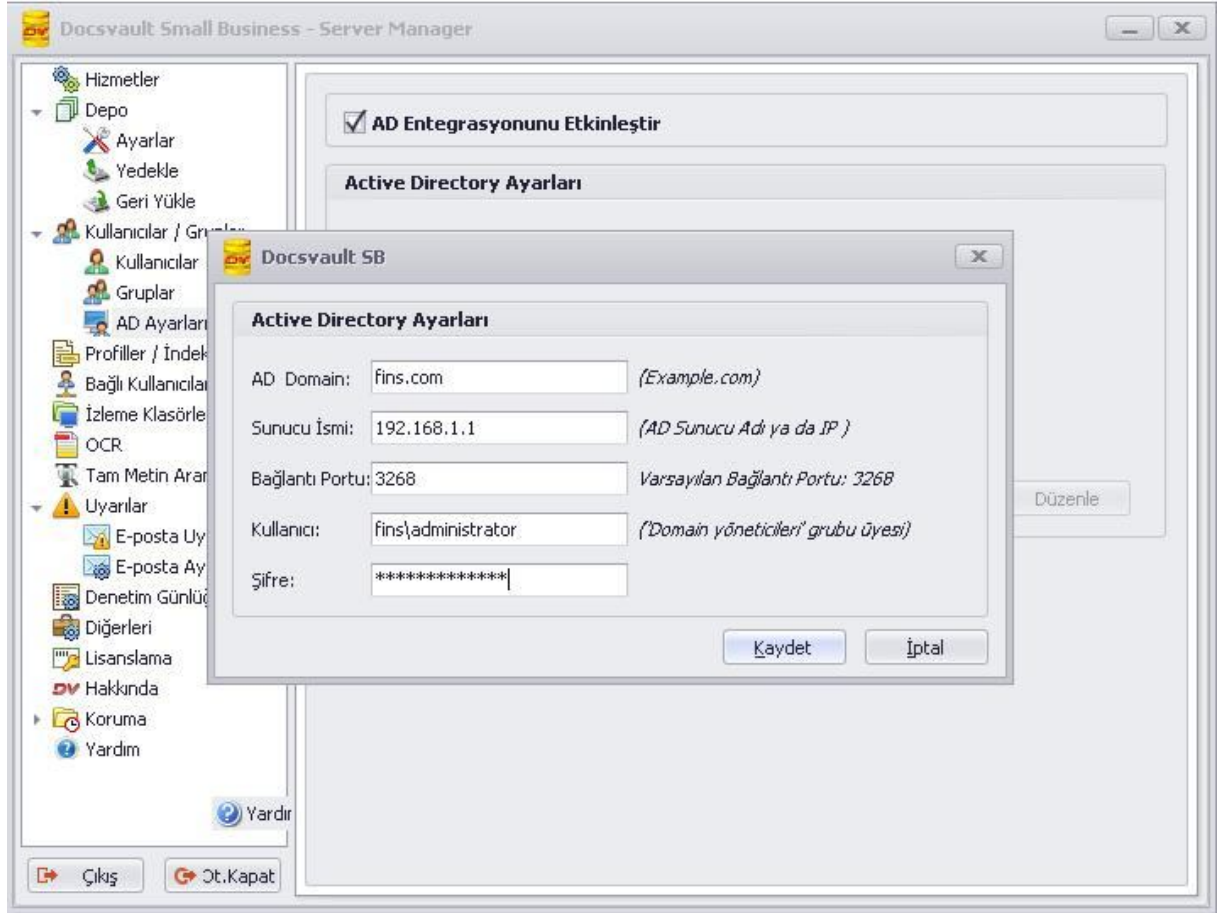 Docsvault Small Business - Server Manager
Hizmetler
Depo
Ayarlar
Yedekle
Geri Yükle
Kullanıcılar / Gruplar
Kullanıcılar
Gruplar
AD Ayarları
Profiller / İndek
Bağlı Kullanıcılar
İzleme Klasörle
OCR
Tam Metin Arar
Uyarılar
E-posta Uy
E-posta Ay
Denetim Günlüğ
Diğerleri
Lisanslama
DV Hakkında
Koruma
Yardım
Yardır
Çıkış
Ot.Kapat
AD Entegrasyonunu Etkinleştir
Active Directory Ayarları
Düzenle
DV Docsvault SB
Active Directory Ayarları
AD Domain: fins.com (Example.com)
Sunucu İsmi: 192.168.1.1 (AD Sunucu Adı ya da IP )
Bağlantı Portu: 3268 Varsayılan Bağlantı Portu: 3268
Kullanıcı: fins\administrator ('Domain yöneticileri' grubu üyesi)
Şifre: *************
Kaydet
İptal